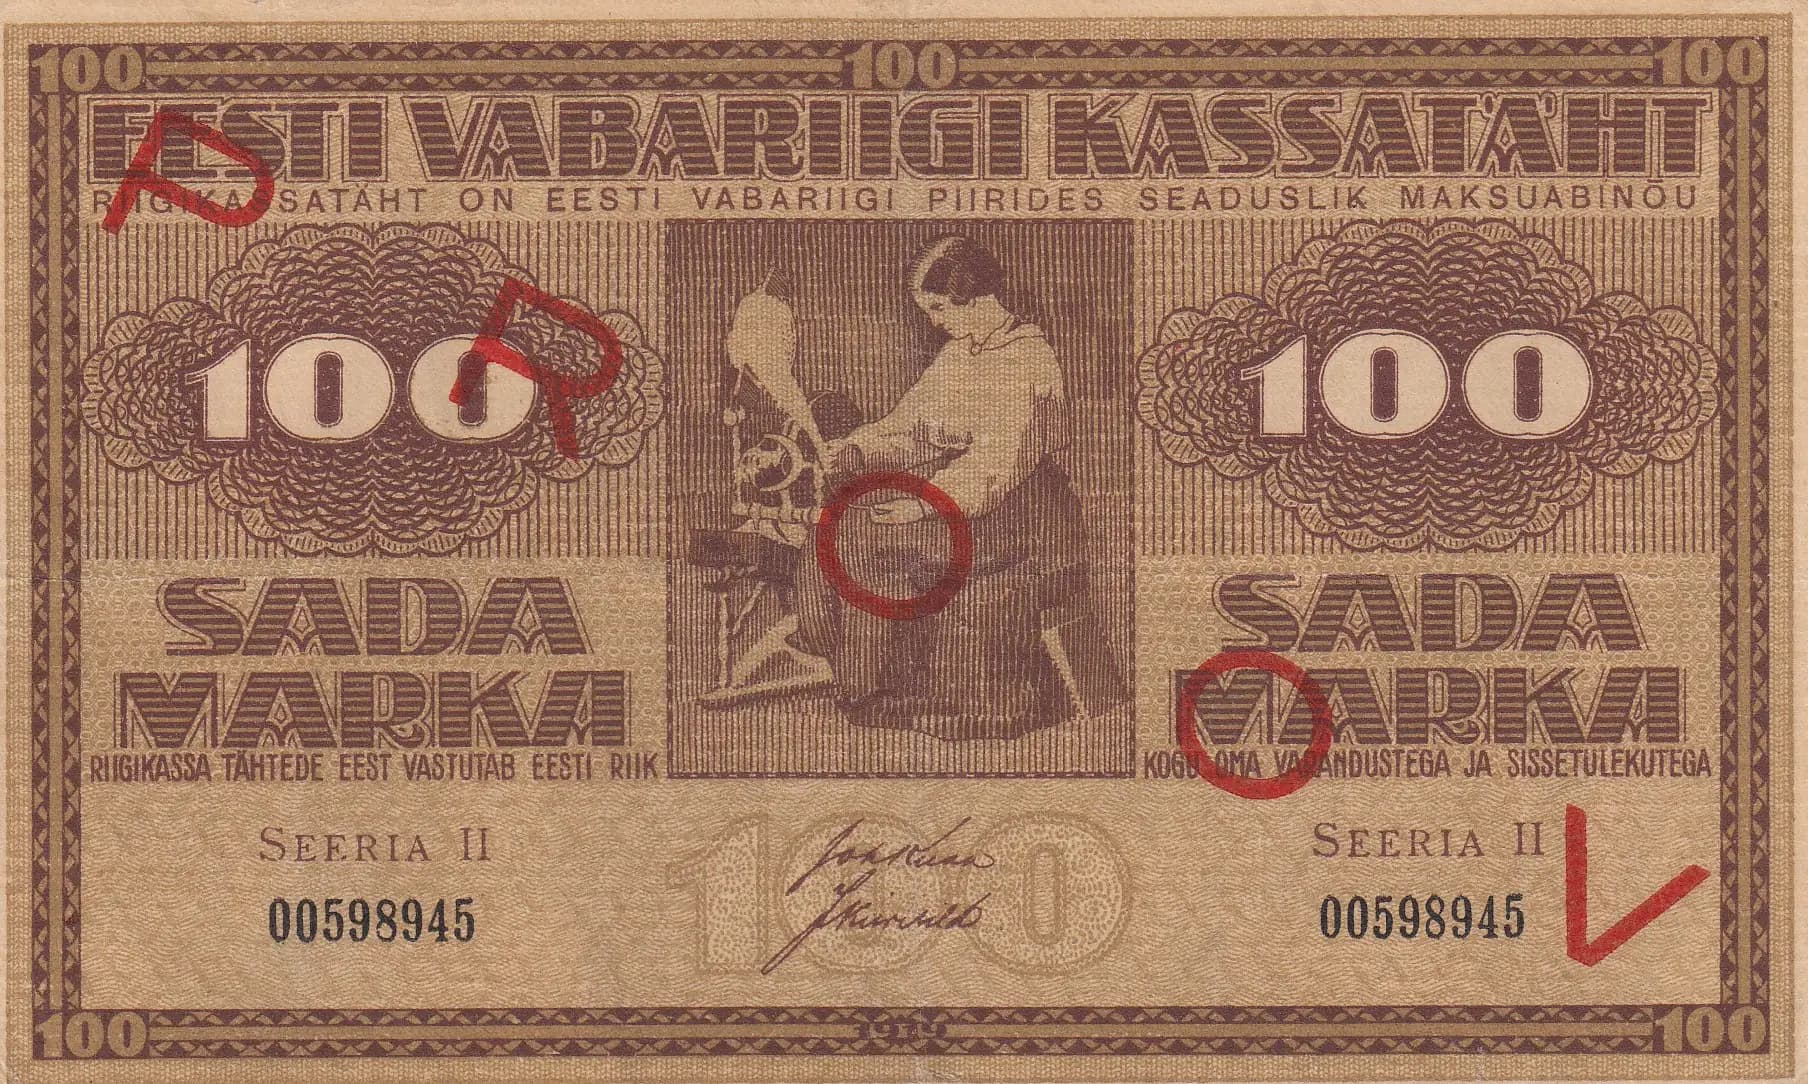 100 100 100
EESTI VABARIIGI KASSATÄHT
RIIGIKASSATÄHT ON EESTI VABARIIGI PIIRIDES SEADUSLIK MAKSUABINÕU
100 100
SADA MARKA
SADA MARKA
RIIGIKASSA TÄHTEDE EEST VASTUTAB EESTI RIIK
KOGU OMA VARANDUSTEGA JA SISSETULEKUTEGA
SEERIA II
00598945
100
SEERIA II
00598945
100 1919 100
PROOV